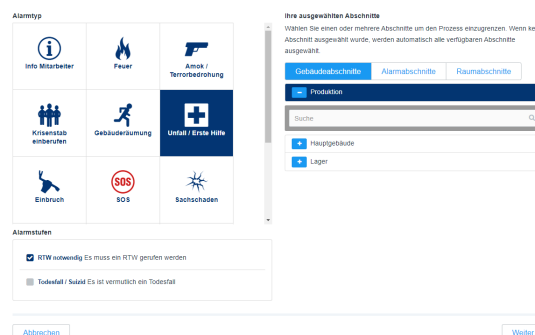 Alarmtyp
Info Mitarbeiter
Feuer
Amok /
Terrorbedrohung
Krisenstab
einberufen
Gebäuderäumung
Unfall / Erste Hilfe
Einbruch
SOS
SOS
Sachschaden
Alarmstufen
RTW notwendig Es muss ein RTW gerufen werden
Todesfall / Suizid Es ist vermutlich ein Todesfall
Abbrechen
Ihre ausgewählten Abschnitte
Wählen Sie einen oder mehrere Abschnitte um den Prozess einzugrenzen. Wenn ke
Abschnitt ausgewählt wurde, werden automatisch alle verfügbaren Abschnitte
ausgewählt.
Gebäudeabschnitte
Alarmabschnitte
Raumabschnitte
Produktion
Suche
Hauptgebäude
Lager
Weiter